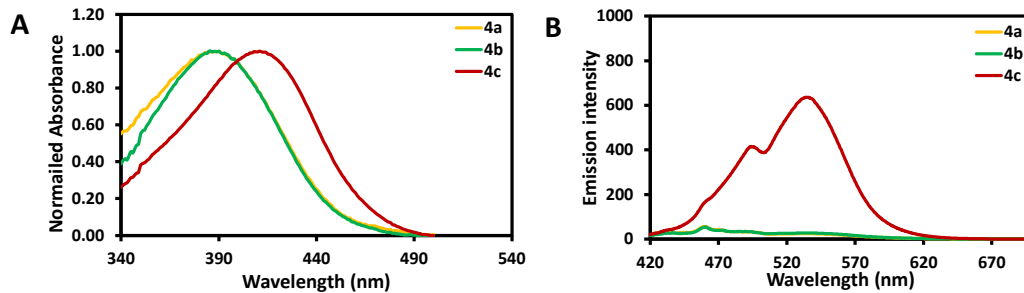 A
1.20
1.00
0.80
0.60
0.40
0.20
0.00
Normailed Absorbance
340
390
440
490
540
Wavelength (nm)
4a
4b
4c
B
1000
800
600
400
200
0
Emission intensity
420
470
520
570
620
670
Wavelength (nm)
4a
4b
4c